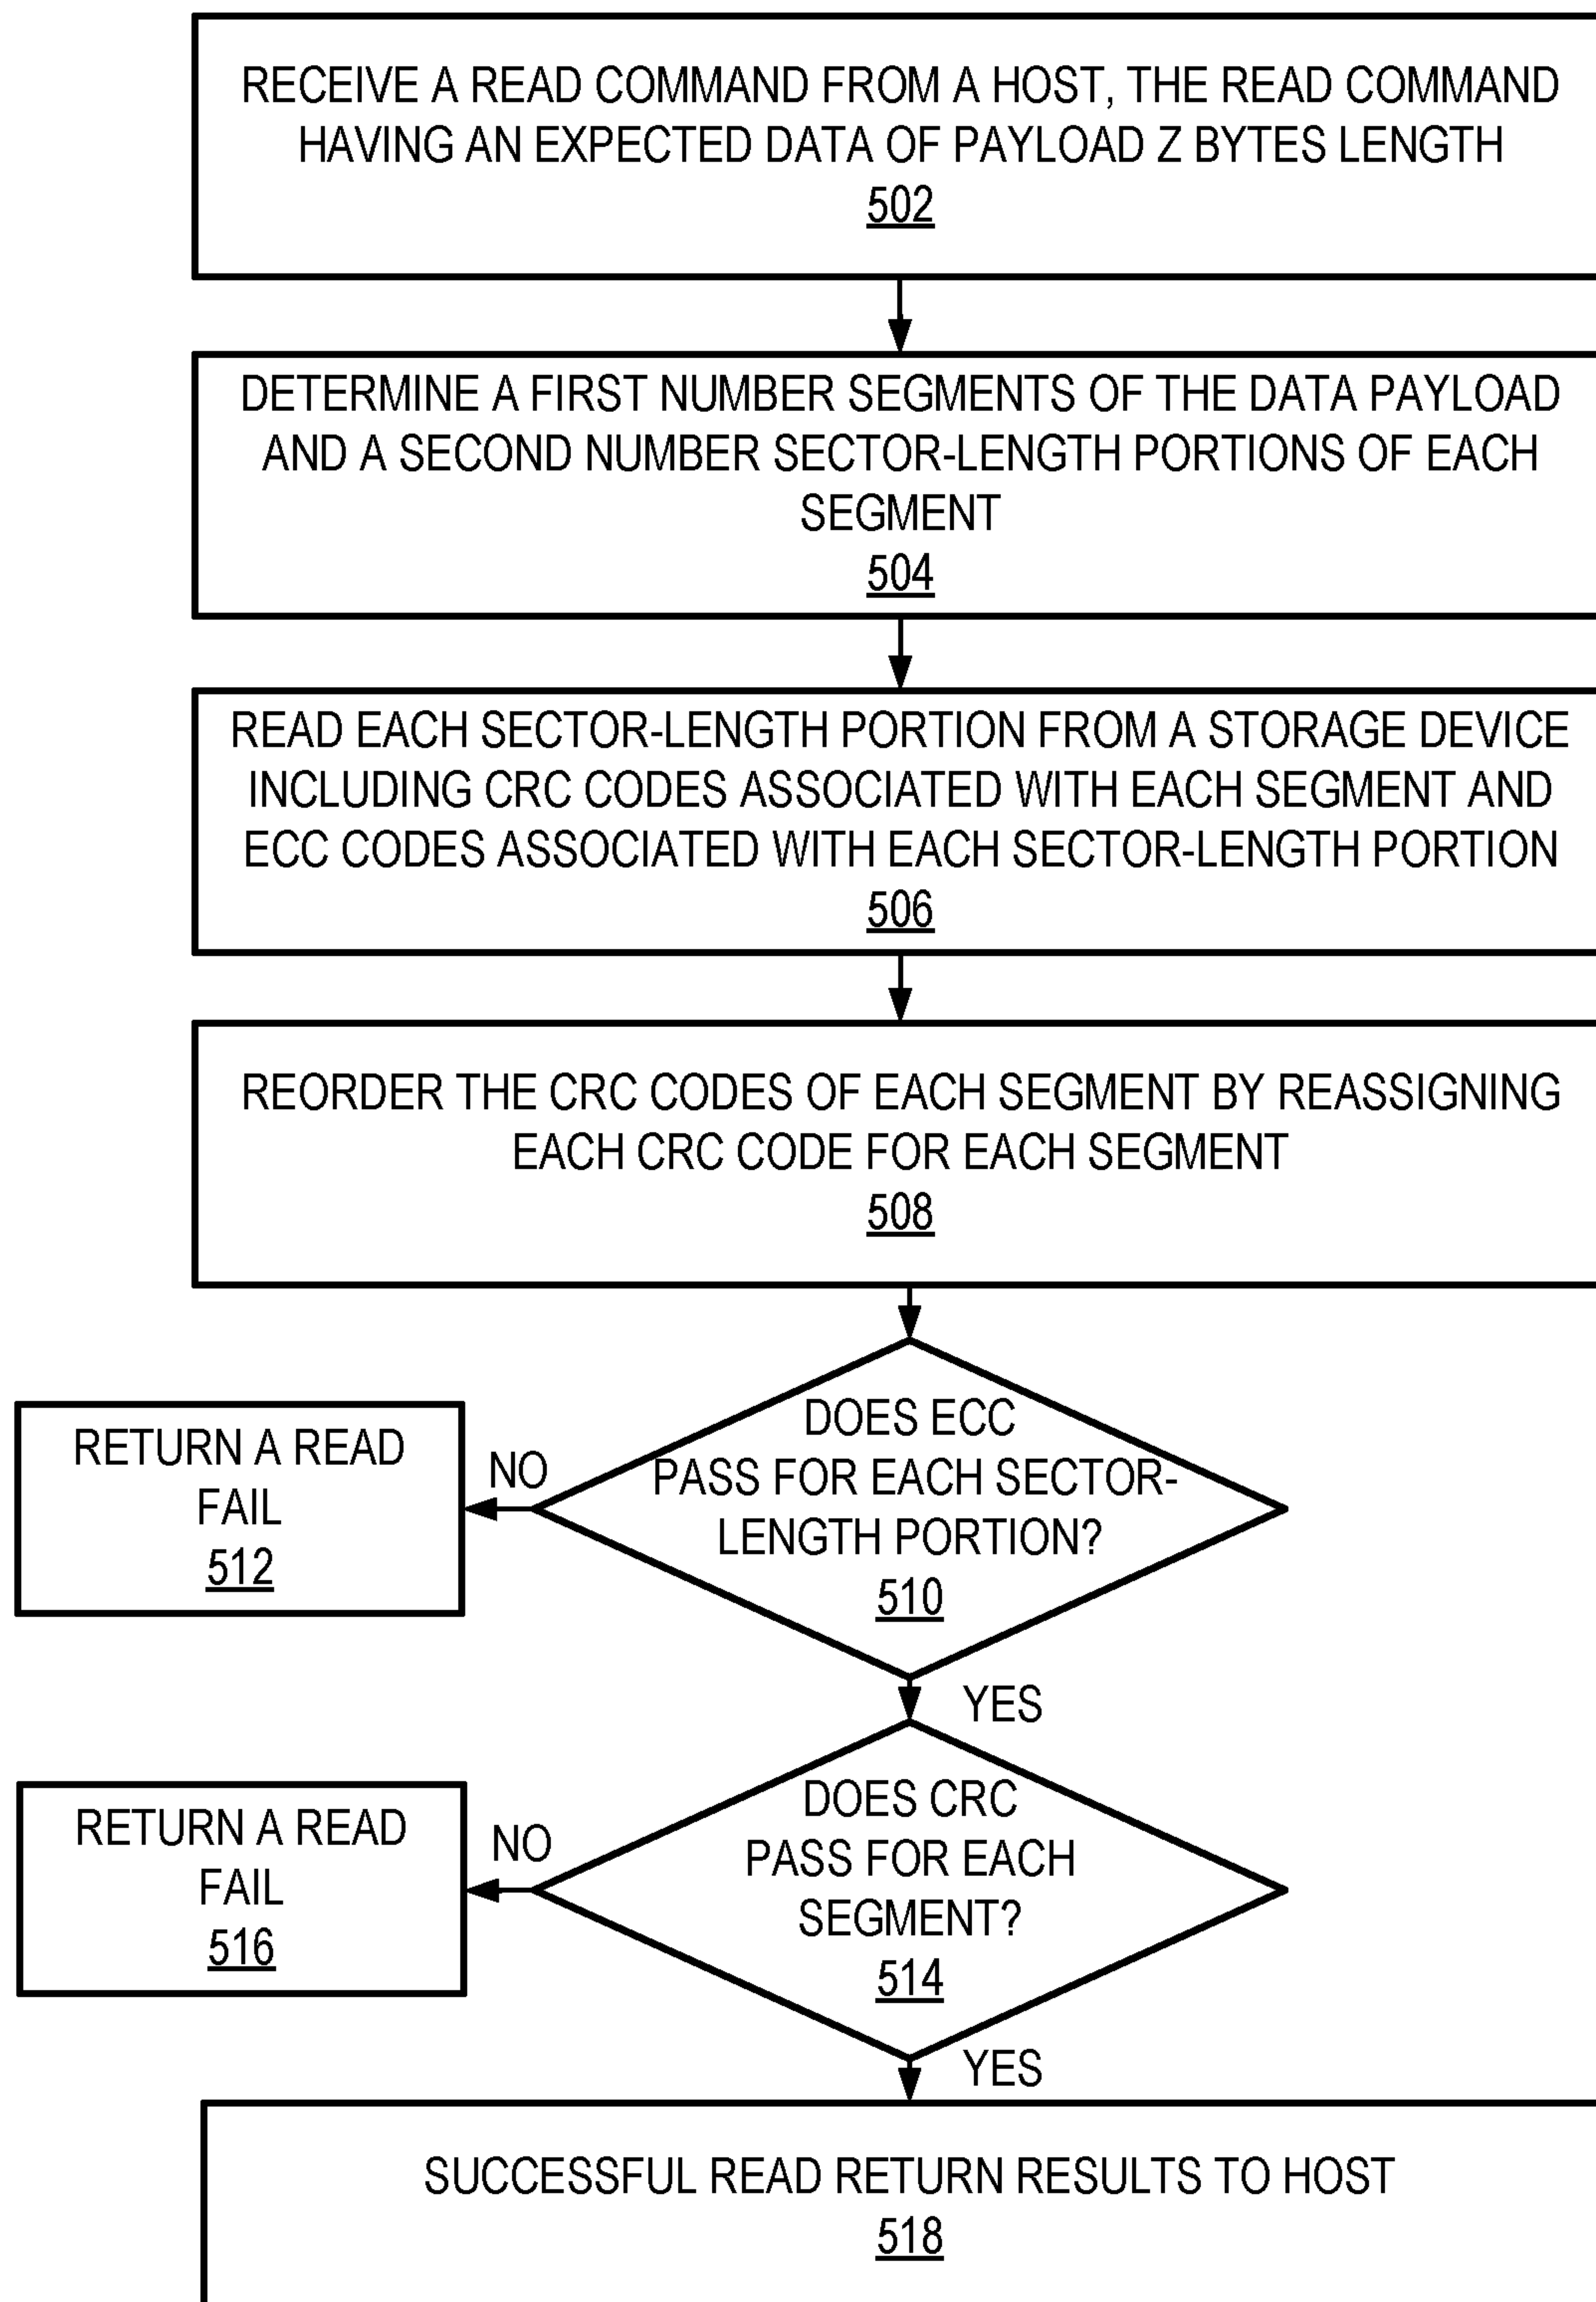 RECEIVE A READ COMMAND FROM A HOST, THE READ COMMAND
HAVING AN EXPECTED DATA OF PAYLOAD Z BYTES LENGTH
502
DETERMINE A FIRST NUMBER SEGMENTS OF THE DATA PAYLOAD
AND A SECOND NUMBER SECTOR-LENGTH PORTIONS OF EACH
SEGMENT
504
READ EACH SECTOR-LENGTH PORTION FROM A STORAGE DEVICE
INCLUDING CRC CODES ASSOCIATED WITH EACH SEGMENT AND
ECC CODES ASSOCIATED WITH EACH SECTOR-LENGTH PORTION
506
REORDER THE CRC CODES OF EACH SEGMENT BY REASSIGNING
EACH CRC CODE FOR EACH SEGMENT
508
DOES ECC
PASS FOR EACH SECTOR-
LENGTH PORTION?
510
NO
RETURN A READ
FAIL
512
YES
DOES CRC
PASS FOR EACH
SEGMENT?
514
NO
RETURN A READ
FAIL
516
YES
SUCCESSFUL READ RETURN RESULTS TO HOST
518